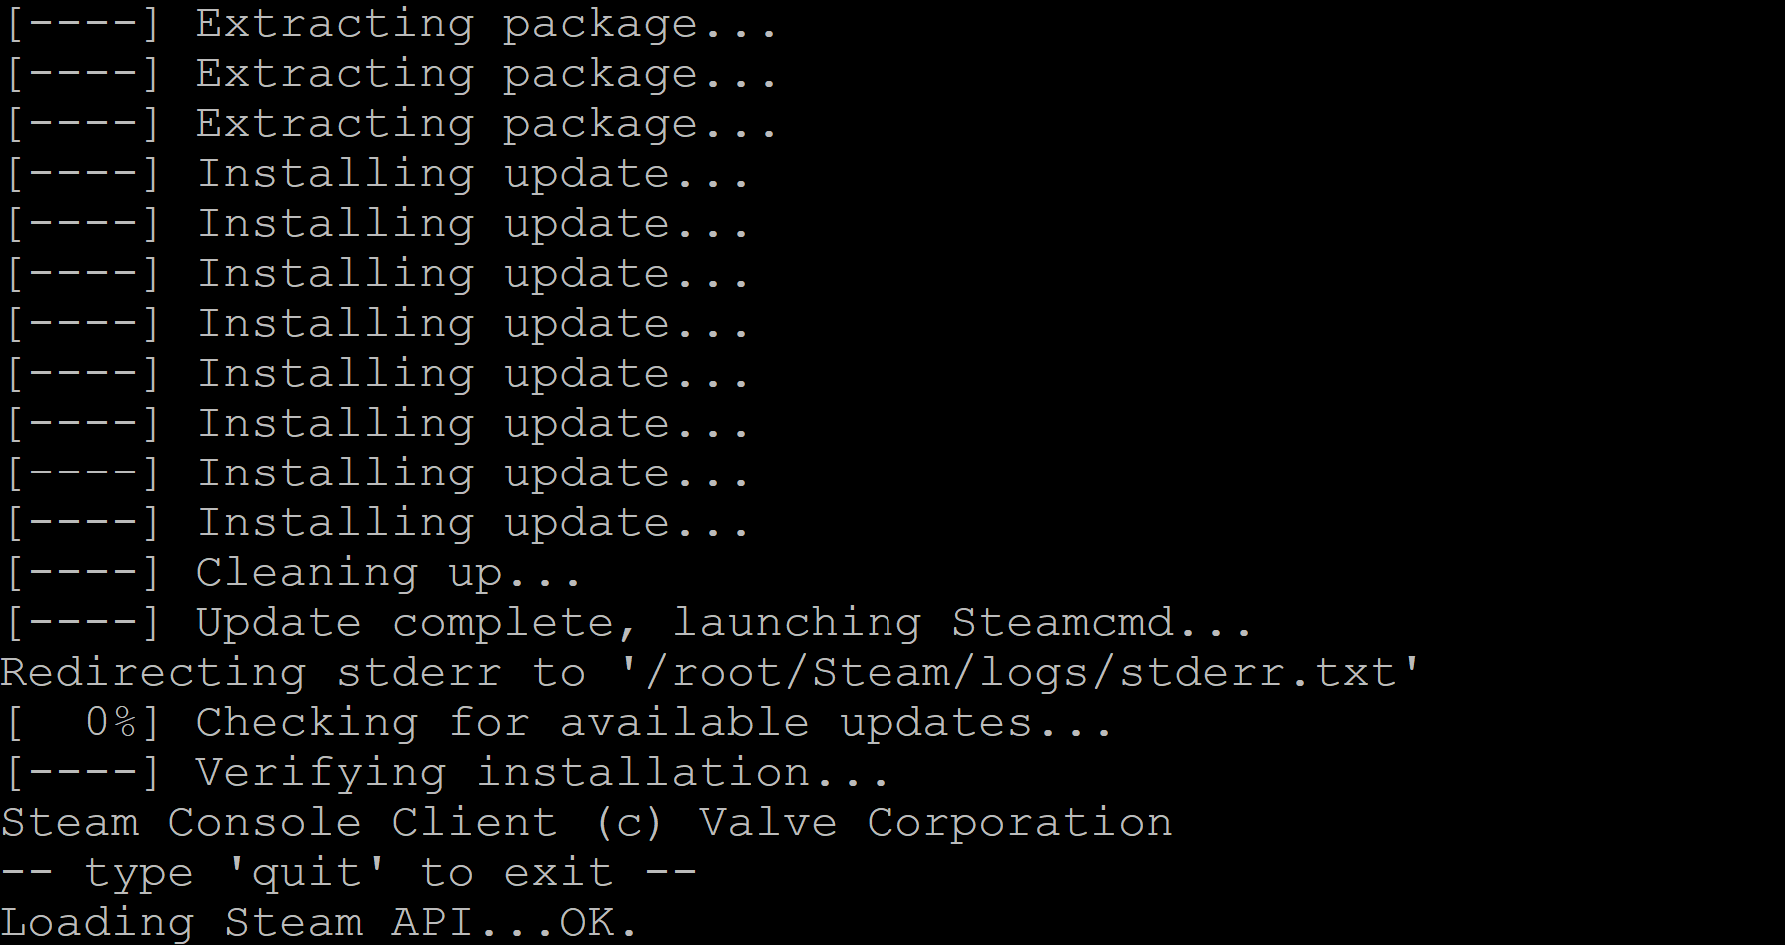 [----] Extracting package...
[----] Extracting package...
[----] Extracting package...
[----] Installing update...
[----] Installing update...
[----] Installing update...
[----] Installing update...
[----] Installing update...
[----] Installing update...
[----] Installing update...
[----] Installing update...
[----] Cleaning up...
[----] Update complete, launching Steamcmd...
Redirecting stderr to '/root/Steam/logs/stderr.txt'
[  0%] Checking for available updates...
[----] Verifying installation...
Steam Console Client (c) Valve Corporation
-- type 'quit' to exit --
Loading Steam API...OK.